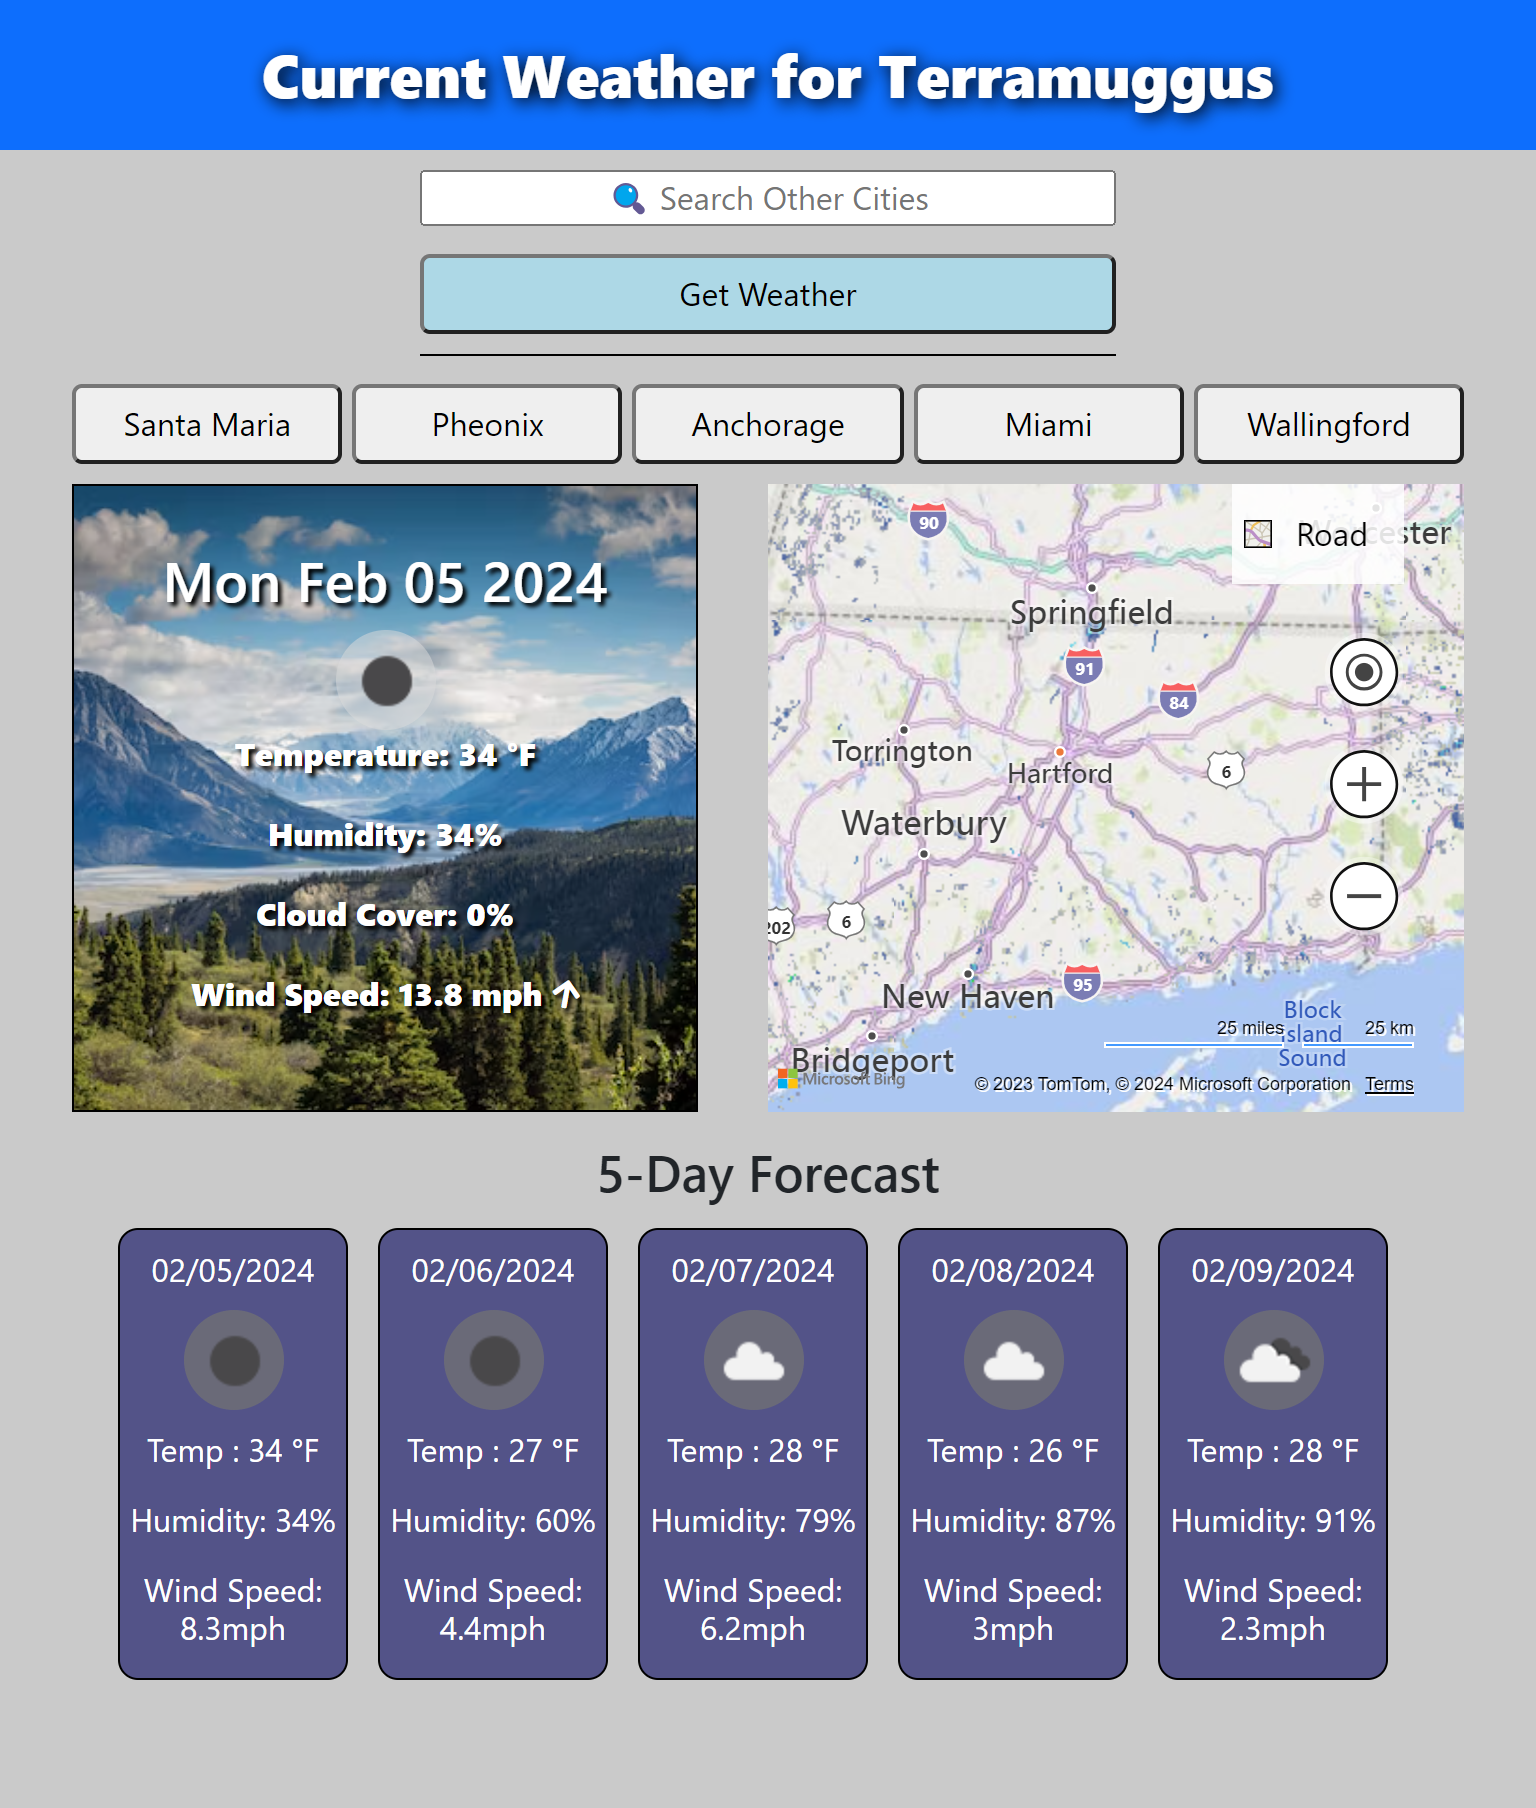 Current Weather for Terramuggus
🔍 Search Other Cities
Get Weather
Santa Maria
Pheonix
Anchorage
Miami
Wallingford
Mon Feb 05 2024
Temperature: 34 °F
Humidity: 34%
Cloud Cover: 0%
Wind Speed: 13.8 mph ↑
90
Road
Springfield
91
84
Torrington
Hartford
6
Waterbury
202
6
New Haven
95
Block
Island
Sound
25 miles
25 km
Bridgeport
Microsoft Bing
© 2023 TomTom, © 2024 Microsoft Corporation
Terms
5-Day Forecast
02/05/2024
Temp : 34 °F
Humidity: 34%
Wind Speed:
8.3mph
02/06/2024
Temp : 27 °F
Humidity: 60%
Wind Speed:
4.4mph
02/07/2024
Temp : 28 °F
Humidity: 79%
Wind Speed:
6.2mph
02/08/2024
Temp : 26 °F
Humidity: 87%
Wind Speed:
3mph
02/09/2024
Temp : 28 °F
Humidity: 91%
Wind Speed:
2.3mph